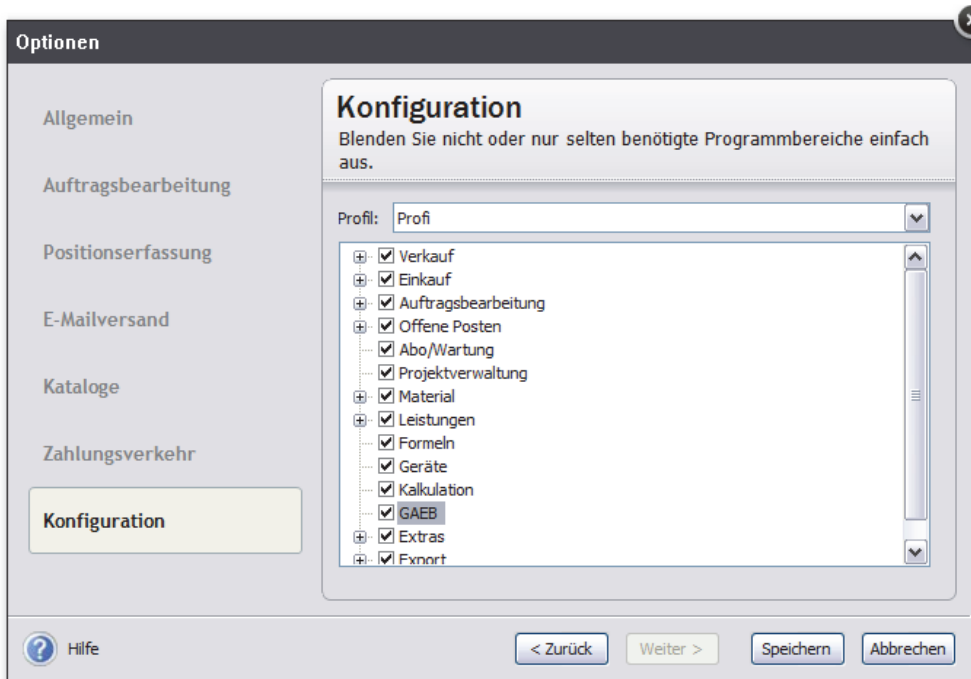 Optionen
Allgemein
Auftragsbearbeitung
Positionserfassung
E-Mailversand
Kataloge
Zahlungsverkehr
Konfiguration
Konfiguration
Blenden Sie nicht oder nur selten benötigte Programmbereiche einfach
aus.
Profil: Profi
Verkauf
Einkauf
Auftragsbearbeitung
Offene Posten
Abo/Wartung
Projektverwaltung
Material
Leistungen
Formeln
Geräte
Kalkulation
GAEB
Extras
Export
Hilfe
< Zurück
Weiter >
Speichern
Abbrechen